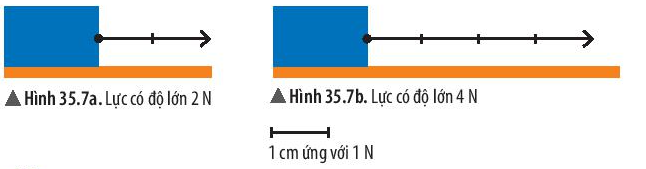 ▲ Hình 35.7a. Lực có độ lớn 2 N
▲ Hình 35.7b. Lực có độ lớn 4 N
1 cm ứng với 1 N